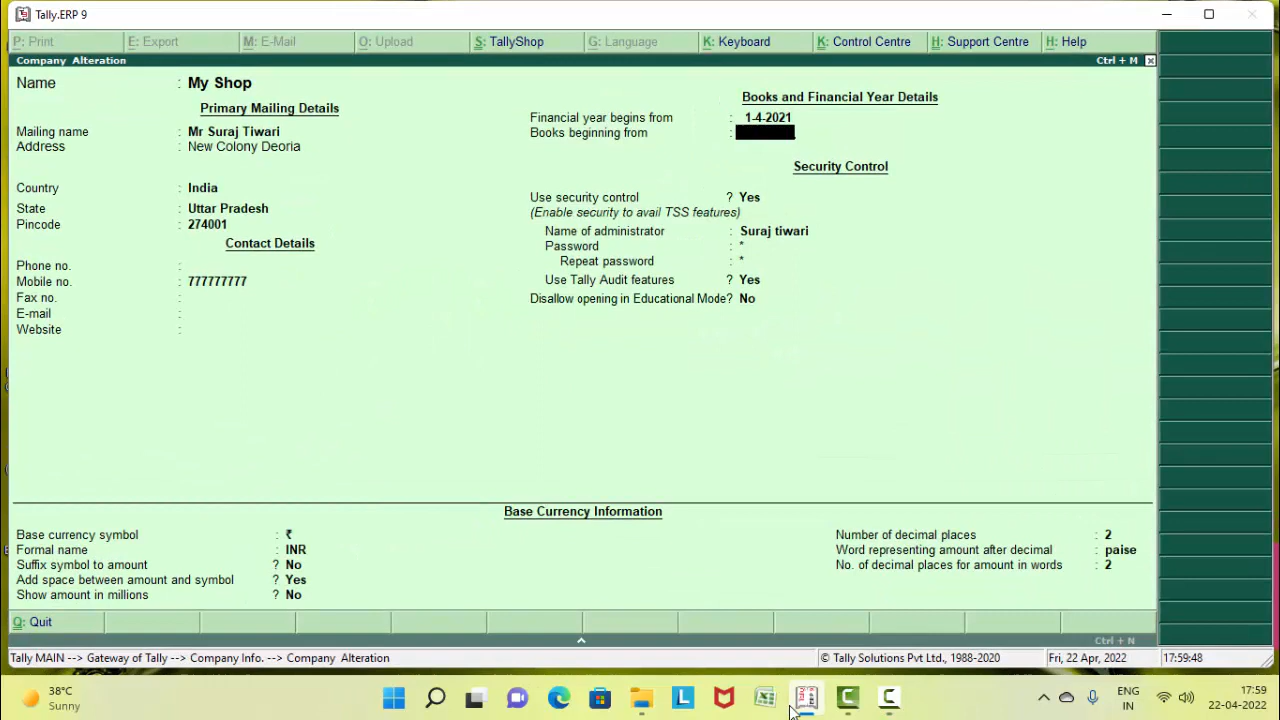 Tally.ERP 9
P: Print
E: Export
M: E-Mail
O: Upload
S: TallyShop
G: Language
K: Keyboard
K: Control Centre
H: Support Centre
H: Help
Company Alteration
Ctrl + M
Name : My Shop
Primary Mailing Details
Mailing name : Mr Suraj Tiwari
Address : New Colony Deoria
Country : India
State : Uttar Pradesh
Pincode : 274001
Contact Details
Phone no. :
Mobile no. : 777777777
Fax no. :
E-mail :
Website :
Books and Financial Year Details
Financial year begins from : 1-4-2021
Books beginning from :
Security Control
Use security control ? Yes
(Enable security to avail TSS features)
Name of administrator : Suraj tiwari
Password : *
Repeat password : *
Use Tally Audit features ? Yes
Disallow opening in Educational Mode? No
Base Currency Information
Base currency symbol : ₹
Formal name : INR
Suffix symbol to amount ? No
Add space between amount and symbol ? Yes
Show amount in millions ? No
Number of decimal places : 2
Word representing amount after decimal : paise
No. of decimal places for amount in words : 2
Q: Quit
Ctrl + N
Tally MAIN --> Gateway of Tally --> Company Info. --> Company Alteration
© Tally Solutions Pvt Ltd., 1988-2020
Fri, 22 Apr, 2022
17:59:48
38°C
Sunny
ENG
IN
17:59
22-04-2022